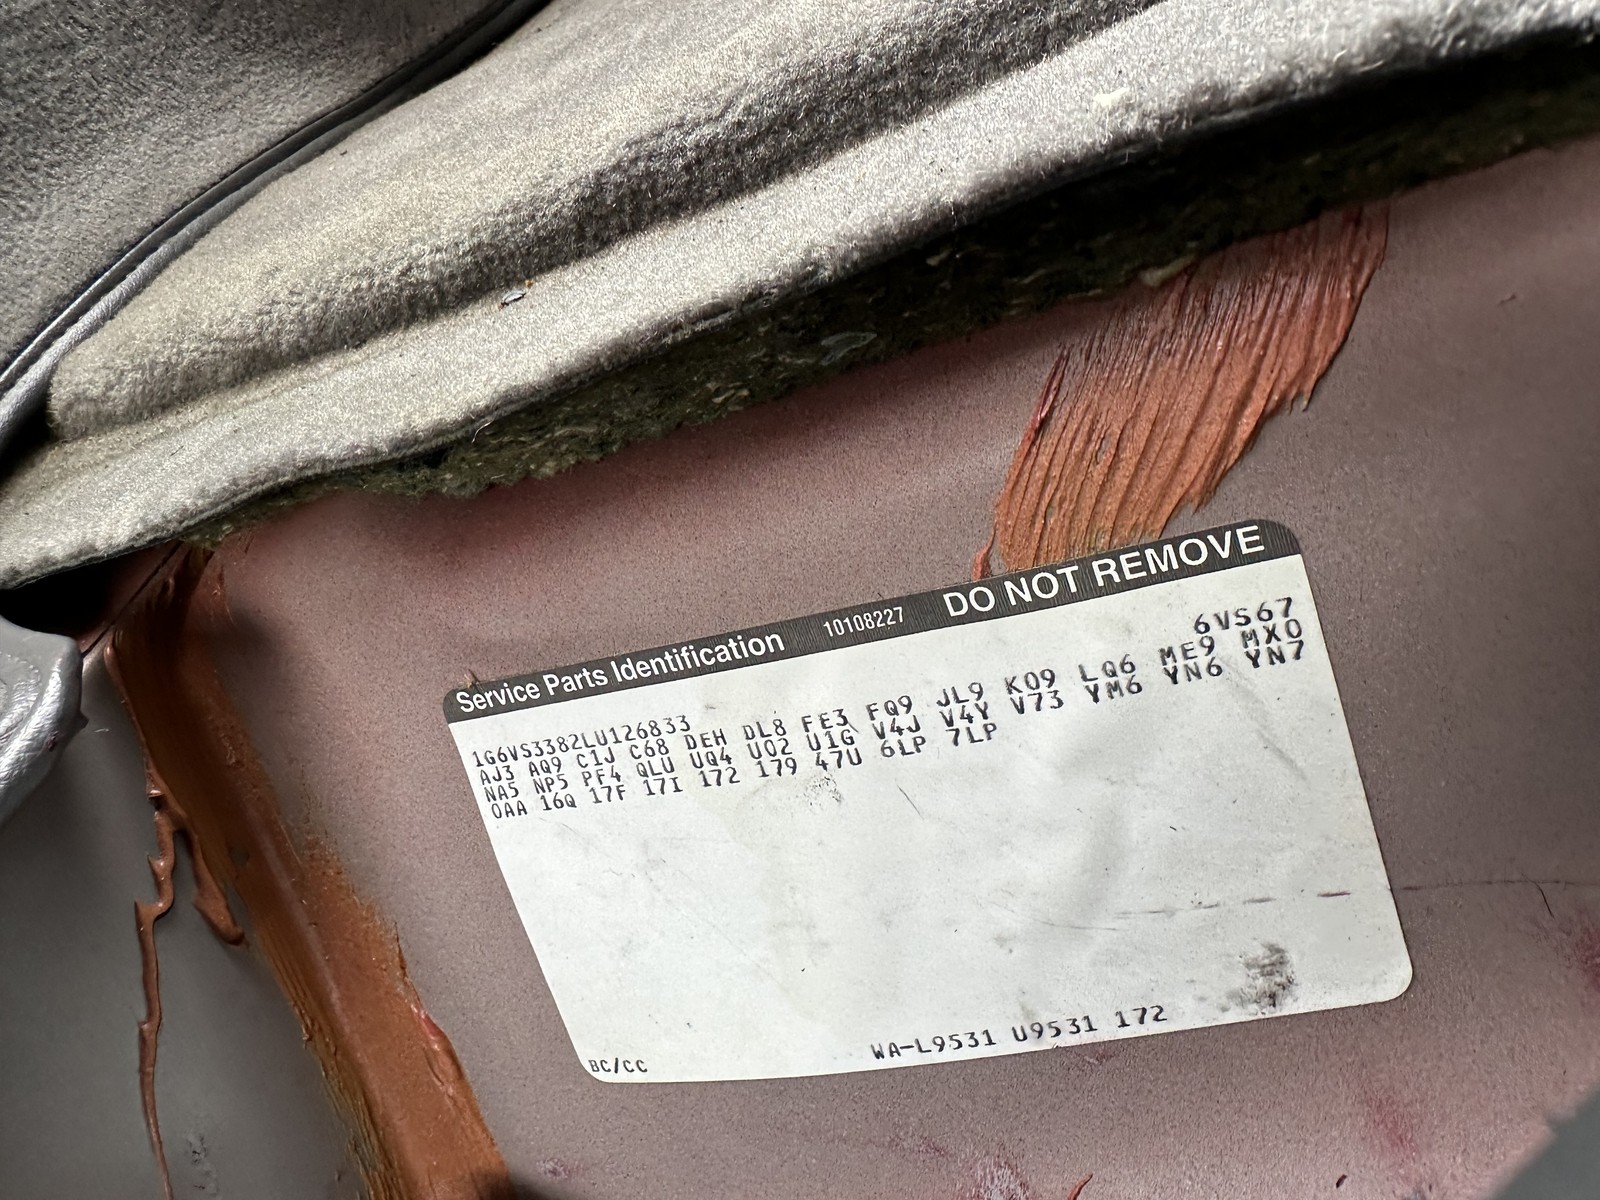 Service Parts Identification 10108227 DO NOT REMOVE
1G6VS3382LU126833 6VS67
AJ3 AQ9 C1J C68 DEH DL8 FE3 FQ9 JL9 K09 LQ6 ME9 MX0
NA5 NP5 PF4 QLU UQ4 U02 U1G V4J V4Y V73 YM6 YN6 YN7
0AA 16Q 17F 17I 172 179 47U 6LP 7LP
BC/CC WA-L9531 U9531 172